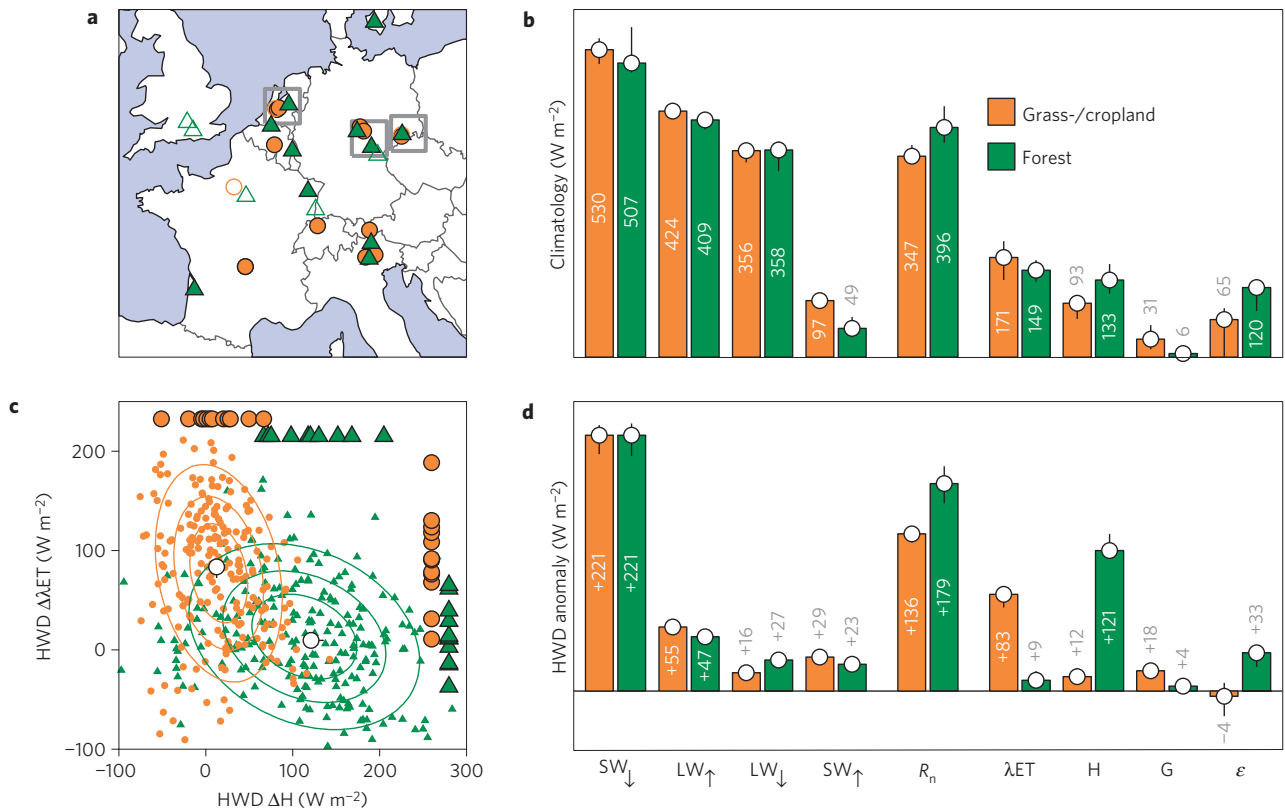 a
b
Climatology (W m−2)
530
507
424
409
356
358
97
49
347
396
171
149
93
133
31
6
65
120
Grass-/cropland
Forest
c
HWD ΔλET (W m−2)
200
100
0
−100
−100
0
100
200
300
HWD ΔH (W m−2)
d
HWD anomaly (W m−2)
+221
+221
+55
+47
+16
+27
+29
+23
+136
+179
+83
+9
+12
+121
+18
+4
−4
+33
SW↓
LW↑
LW↓
SW↑
Rn
λET
H
G
ε